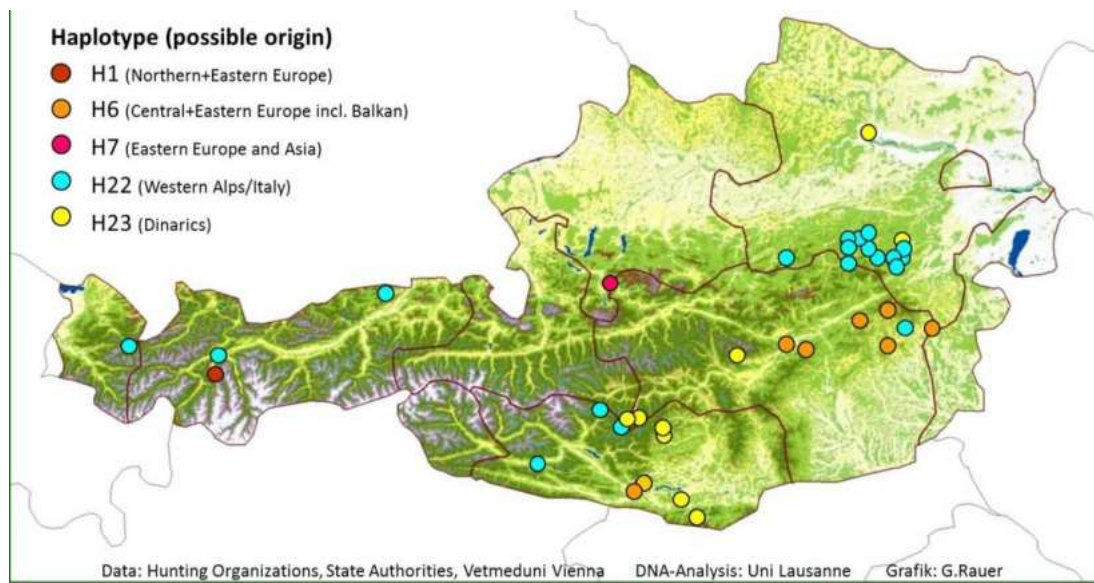 Haplotype (possible origin)
H1 (Northern+Eastern Europe)
H6 (Central+Eastern Europe incl. Balkan)
H7 (Eastern Europe and Asia)
H22 (Western Alps/Italy)
H23 (Dinarics)
Data: Hunting Organizations, State Authorities, Vetmeduni Vienna DNA-Analysis: Uni Lausanne Grafik: G.Rauer